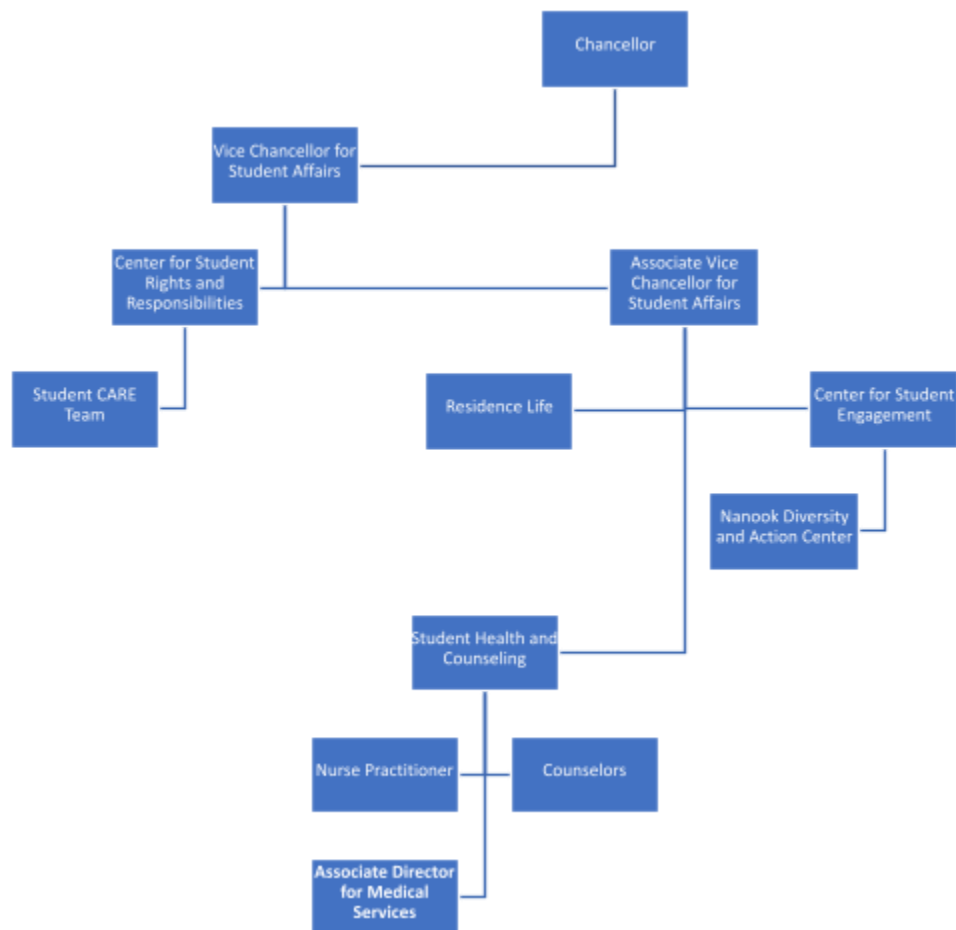 Chancellor
Vice Chancellor for
Student Affairs
Center for Student
Rights and
Responsibilities
Associate Vice
Chancellor for
Student Affairs
Student CARE
Team
Residence Life
Center for Student
Engagement
Nanook Diversity
and Action Center
Student Health and
Counseling
Nurse Practitioner
Counselors
Associate Director
for Medical
Services